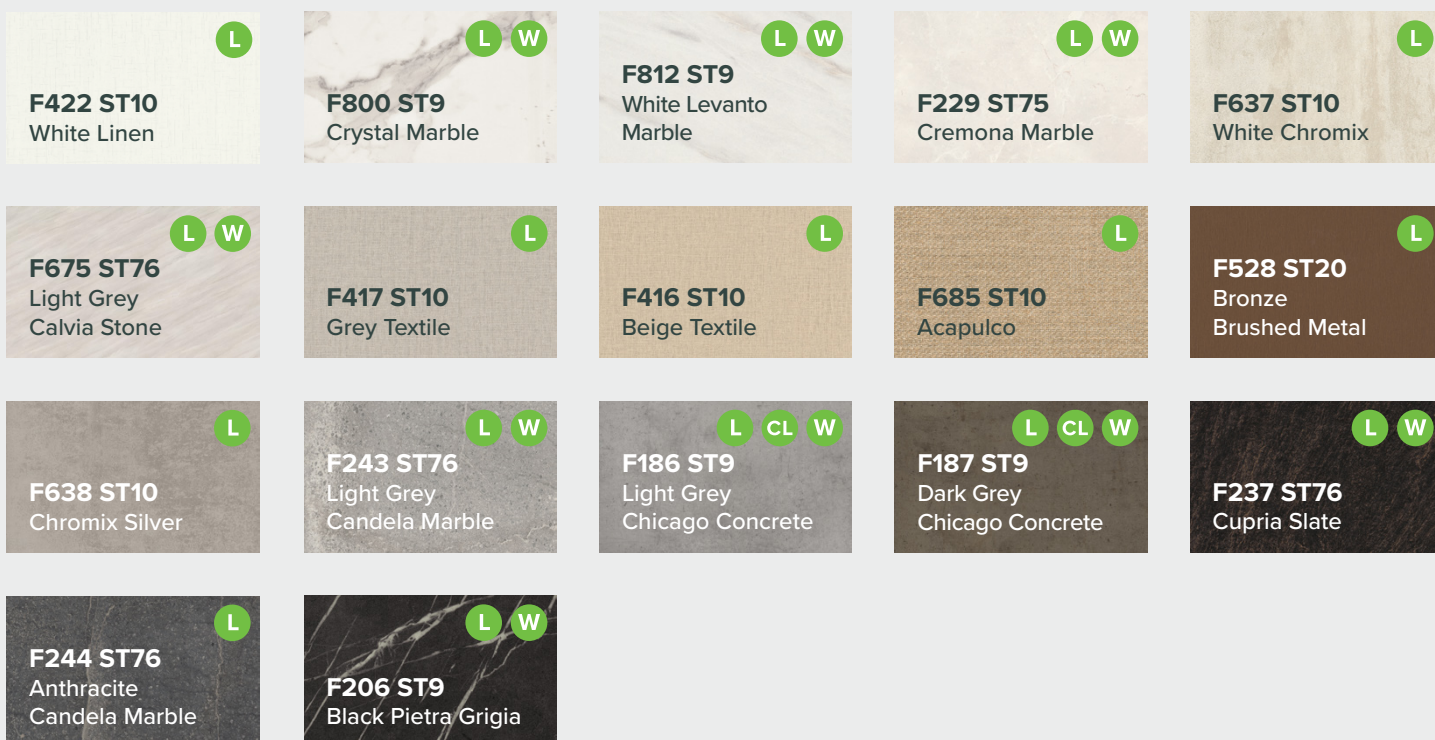 L
F422 ST10
White Linen
L W
F800 ST9
Crystal Marble
L W
F812 ST9
White Levanto
Marble
L W
F229 ST75
Cremona Marble
L
F637 ST10
White Chromix
L W
F675 ST76
Light Grey
Calvia Stone
L
F417 ST10
Grey Textile
L
F416 ST10
Beige Textile
L
F685 ST10
Acapulco
L
F528 ST20
Bronze
Brushed Metal
L
F638 ST10
Chromix Silver
L W
F243 ST76
Light Grey
Candela Marble
L CL W
F186 ST9
Light Grey
Chicago Concrete
L CL W
F187 ST9
Dark Grey
Chicago Concrete
L W
F237 ST76
Cupria Slate
L
F244 ST76
Anthracite
Candela Marble
L W
F206 ST9
Black Pietra Grigia